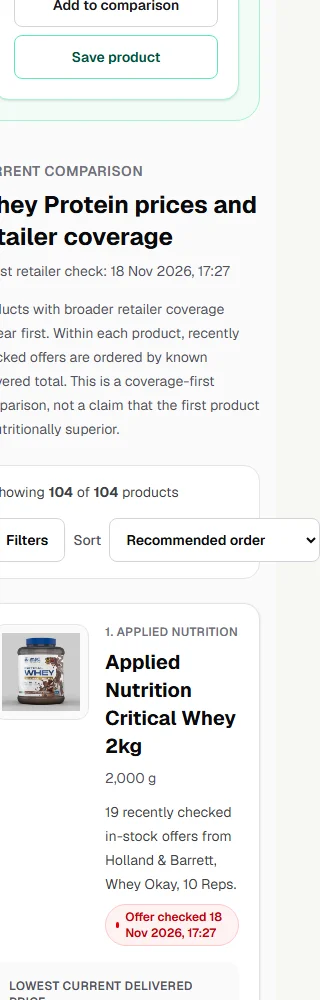 Add to comparison
Save product
RRENT COMPARISON
hey Protein prices and
tailer coverage
st retailer check: 18 Nov 2026, 17:27
ducts with broader retailer coverage
ear first. Within each product, recently
cked offers are ordered by known
vered total. This is a coverage-first
parison, not a claim that the first product
utritionally superior.
howing 104 of 104 products
Filters Sort Recommended order
1. APPLIED NUTRITION
Applied
Nutrition
Critical Whey
2kg
WHEY
2,000 g
19 recently checked
in-stock offers from
Holland & Barrett,
Whey Okay, 10 Reps.
Offer checked 18
Nov 2026, 17:27
LOWEST CURRENT DELIVERED
PRICE